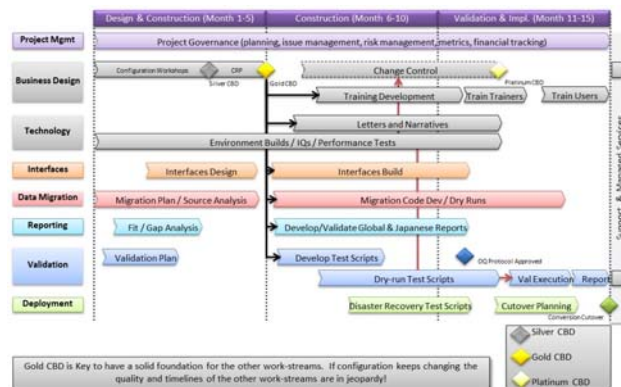 Design & Construction (Month 1-5)
Construction (Month 6-10)
Validation & Impl. (Month 11-15)
Project Mgmt
Project Governance (planning, issue management, risk management, metrics, financial tracking)
Business Design
Configuration Workshops
CRP
Silver CBD
Gold CBD
Change Control
Platinum CBD
Training Development
Train Trainers
Train Users
Technology
Letters and Narratives
Environment Builds / IQs / Performance Tests
Interfaces
Interfaces Design
Interfaces Build
Data Migration
Migration Plan / Source Analysis
Migration Code Dev / Dry Runs
Reporting
Fit / Gap Analysis
Develop/Validate Global & Japanese Reports
Validation
Validation Plan
Develop Test Scripts
OQ Protocol Approved
Dry-run Test Scripts
Val Execution
Report
Deployment
Disaster Recovery Test Scripts
Cutover Planning
Conversion Cutover
Support & Managed Services
Silver CBD
Gold CBD
Platinum CBD
Gold CBD is Key to have a solid foundation for the other work-streams. If configuration keeps changing the
quality and timelines of the other work-streams are in jeopardy!